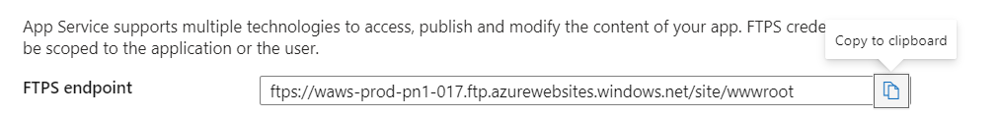 App Service supports multiple technologies to access, publish and modify the content of your app. FTPS
be scoped to the application or the user.
Copy to clipboard
FTPS endpoint
ftps://waws-prod-pn1-017.ftp.azurewebsites.windows.net/site/wwwroot